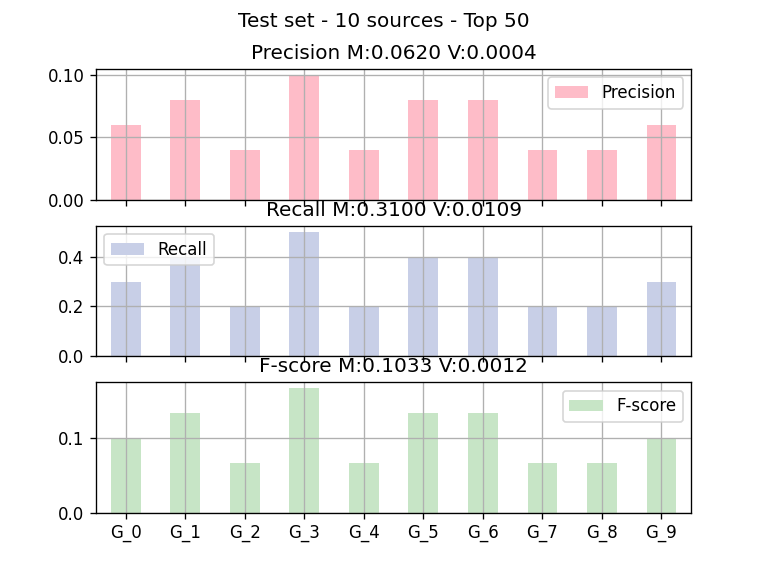 Test set - 10 sources - Top 50
Precision M:0.0620 V:0.0004
0.10
0.05
0.00
Precision
Recall M:0.3100 V:0.0109
0.4
0.2
0.0
Recall
F-score M:0.1033 V:0.0012
0.1
0.0
F-score
G_0 G_1 G_2 G_3 G_4 G_5 G_6 G_7 G_8 G_9